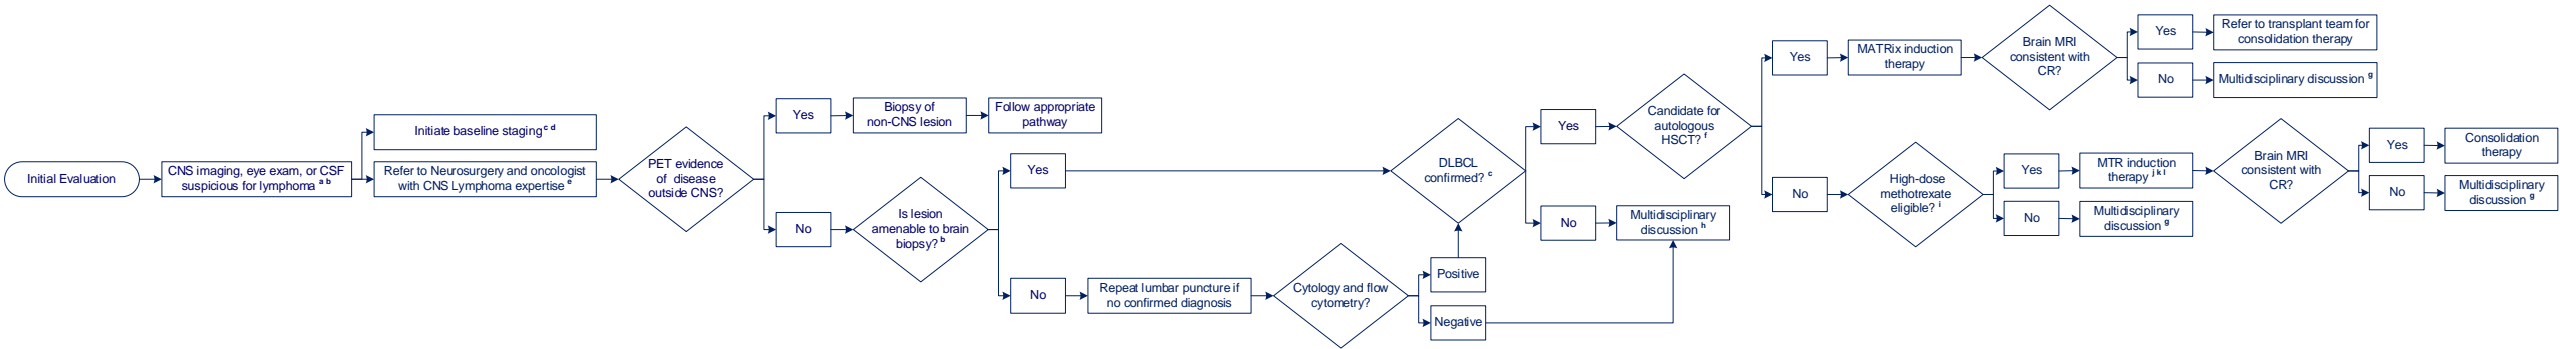 Initial Evaluation
CNS imaging, eye exam, or CSF
suspicious for lymphoma a b
Initiate baseline staging c d
Refer to Neurosurgery and oncologist
with CNS Lymphoma expertise e
PET evidence
of disease
outside CNS?
Yes
Biopsy of
non-CNS lesion
Follow appropriate
pathway
No
Is lesion
amenable to brain
biopsy? b
Yes
No
Repeat lumbar puncture if
no confirmed diagnosis
Cytology and flow
cytometry?
Positive
Negative
DLBCL
confirmed? c
Yes
No
Multidisciplinary
discussion h
Candidate for
autologous
HSCT? f
Yes
MATRix induction
therapy
Brain MRI
consistent with
CR?
Yes
Refer to transplant team for
consolidation therapy
No
Multidisciplinary discussion g
No
High-dose
methotrexate
eligible? i
Yes
MTR induction
therapy j k l
No
Multidisciplinary
discussion g
Brain MRI
consistent with
CR?
Yes
Consolidation
therapy
No
Multidisciplinary
discussion g